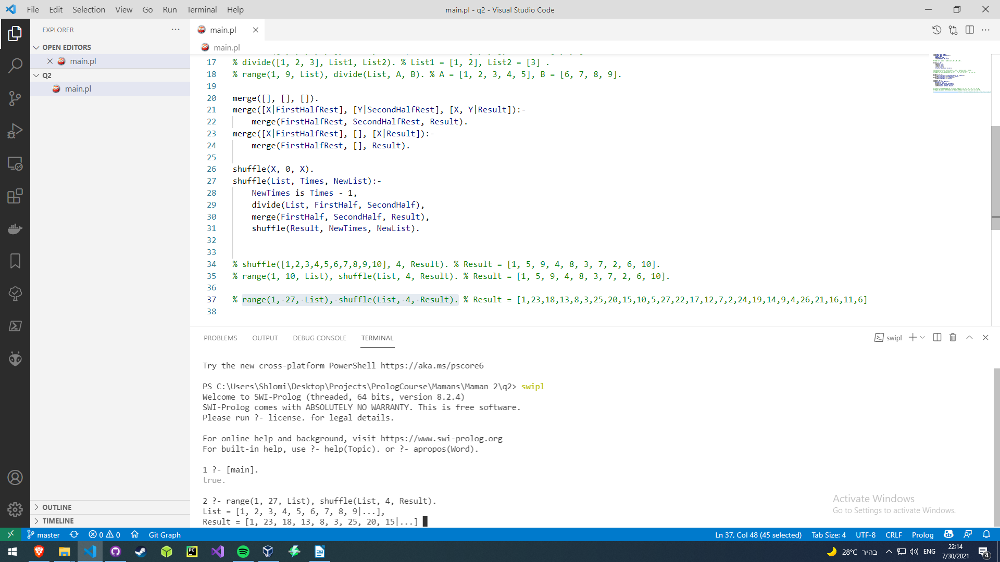 File Edit Selection View Go Run Terminal Help
main.pl - q2 - Visual Studio Code
EXPLORER
OPEN EDITORS
main.pl
Q2
main.pl
OUTLINE
TIMELINE
main.pl
main.pl
17 % divide([1, 2, 3], List1, List2). % List1 = [1, 2], List2 = [3] .
18 % range(1, 9, List), divide(List, A, B). % A = [1, 2, 3, 4, 5], B = [6, 7, 8, 9].
19
20 merge([], [], []).
21 merge([X|FirstHalfRest], [Y|SecondHalfRest], [X, Y|Result]):-
22 merge(FirstHalfRest, SecondHalfRest, Result).
23 merge([X|FirstHalfRest], [], [X|Result]):-
24 merge(FirstHalfRest, [], Result).
25
26 shuffle(X, 0, X).
27 shuffle(List, Times, NewList):-
28 NewTimes is Times - 1,
29 divide(List, FirstHalf, SecondHalf),
30 merge(FirstHalf, SecondHalf, Result),
31 shuffle(Result, NewTimes, NewList).
32
33
34 % shuffle([1,2,3,4,5,6,7,8,9,10], 4, Result). % Result = [1, 5, 9, 4, 8, 3, 7, 2, 6, 10].
35 % range(1, 10, List), shuffle(List, 4, Result). % Result = [1, 5, 9, 4, 8, 3, 7, 2, 6, 10].
36
37 % range(1, 27, List), shuffle(List, 4, Result). % Result = [1,23,18,13,8,3,25,20,15,10,5,27,22,17,12,7,2,24,19,14,9,4,26,21,16,11,6]
38
PROBLEMS OUTPUT DEBUG CONSOLE TERMINAL
swipl
Try the new cross-platform PowerShell https://aka.ms/pscore6
PS C:\Users\Shlomi\Desktop\Projects\PrologCourse\Mamans\Maman 2\q2> swipl
Welcome to SWI-Prolog (threaded, 64 bits, version 8.2.4)
SWI-Prolog comes with ABSOLUTELY NO WARRANTY. This is free software.
Please run ?- license. for legal details.
For online help and background, visit https://www.swi-prolog.org
For built-in help, use ?- help(Topic). or ?- apropos(Word).
1 ?- [main].
true.
2 ?- range(1, 27, List), shuffle(List, 4, Result).
List = [1, 2, 3, 4, 5, 6, 7, 8, 9|...],
Result = [1, 23, 18, 13, 8, 3, 25, 20, 15|...]
Activate Windows
Go to Settings to activate Windows.
master 0 0 Git Graph
Ln 37, Col 48 (45 selected) Tab Size: 4 UTF-8 CRLF Prolog
PC
28°C בהיר ENG
22:14
7/30/2021
4